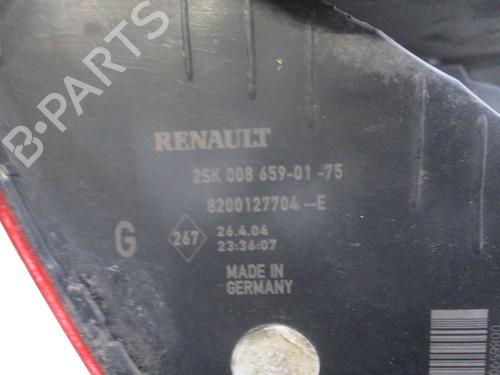 B-PARTS
RENAULT
2SK 008 659-01 -75
8200127704 --E
G
267
26.4.04
23:36:07
MADE IN
GERMANY